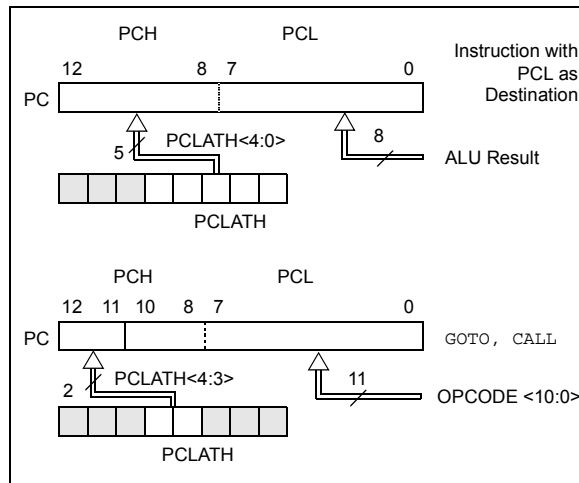 PCH PCL
12 8 7 0
Instruction with
PCL as
Destination
PC
5 PCLATH<4:0> 8
ALU Result
PCLATH
PCH PCL
12 11 10 8 7 0
PC GOTO, CALL
2 PCLATH<4:3> 11
OPCODE <10:0>
PCLATH